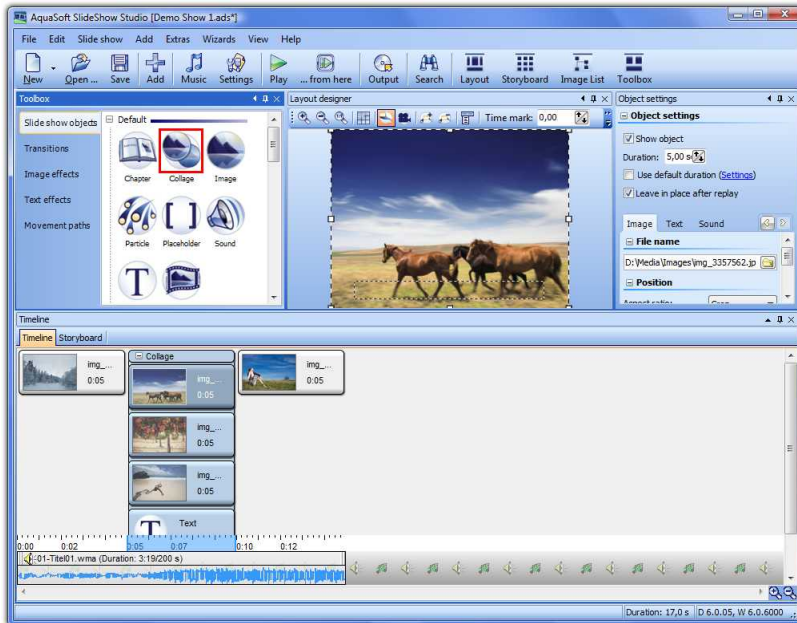 AquaSoft SlideShow Studio [Demo Show 1.ads*]
File Edit Slide show Add Extras Wizards View Help
New Open ... Save Add Music Settings Play ... from here Output Search Layout Storyboard Image List Toolbox
Toolbox
Slide show objects
Transitions
Image effects
Text effects
Movement paths
Default
Chapter Collage Image
Particle Placeholder Sound
T
Layout designer
Time mark: 0,00
Object settings
Object settings
Show object
Duration: 5,00 s
Use default duration (Settings)
Leave in place after replay
Image Text Sound
File name
D:\Media\Images\img_3357562.jp
Position
Timeline
Timeline Storyboard
img_...
0:05
Collage
img_...
0:05
img_...
0:05
img_...
0:05
T Text
img_...
0:05
0:00 0:02 0:05 0:07 0:10 0:12
01-Titel01.wma (Duration: 3:19/200 s)
Duration: 17,0 s D 6.0.05, W 6.0.6000